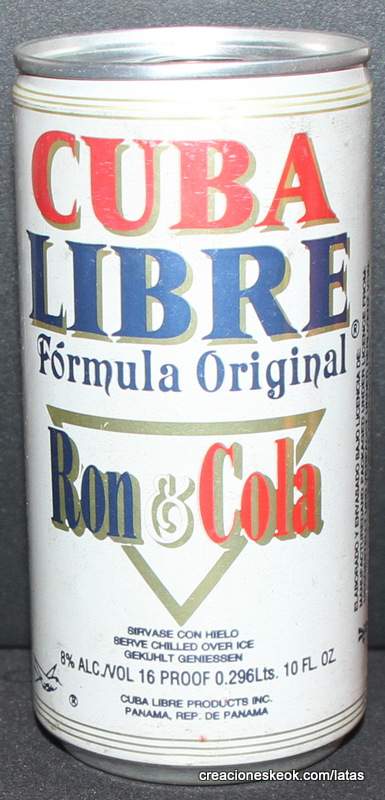 CUBA
LIBRE
®
Fórmula Original
Ron & Cola
ELABORADO Y ENVASADO BAJO LICENCIA DE
SIRVASE CON HIELO
SERVE CHILLED OVER ICE
GEKUHLT GENIESSEN
8% ALC./VOL 16 PROOF 0.296Lts. 10 FL. OZ.
®
CUBA LIBRE PRODUCTS INC.
PANAMA, REP. DE PANAMA
creacioneskeok.com/latas